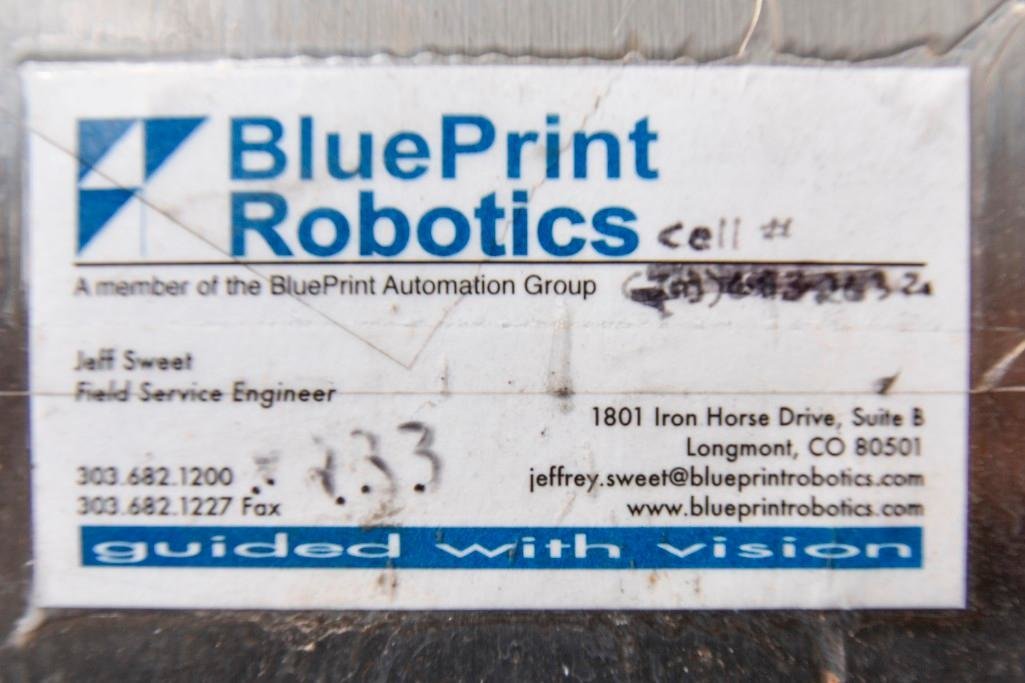 BluePrint
Robotics
cell #
A member of the BluePrint Automation Group
Jeff Sweet
Field Service Engineer
1801 Iron Horse Drive, Suite B
Longmont, CO 80501
303.682.1200
jeffrey.sweet@blueprintrobotics.com
303.682.1227 Fax
www.blueprintrobotics.com
guided with vision